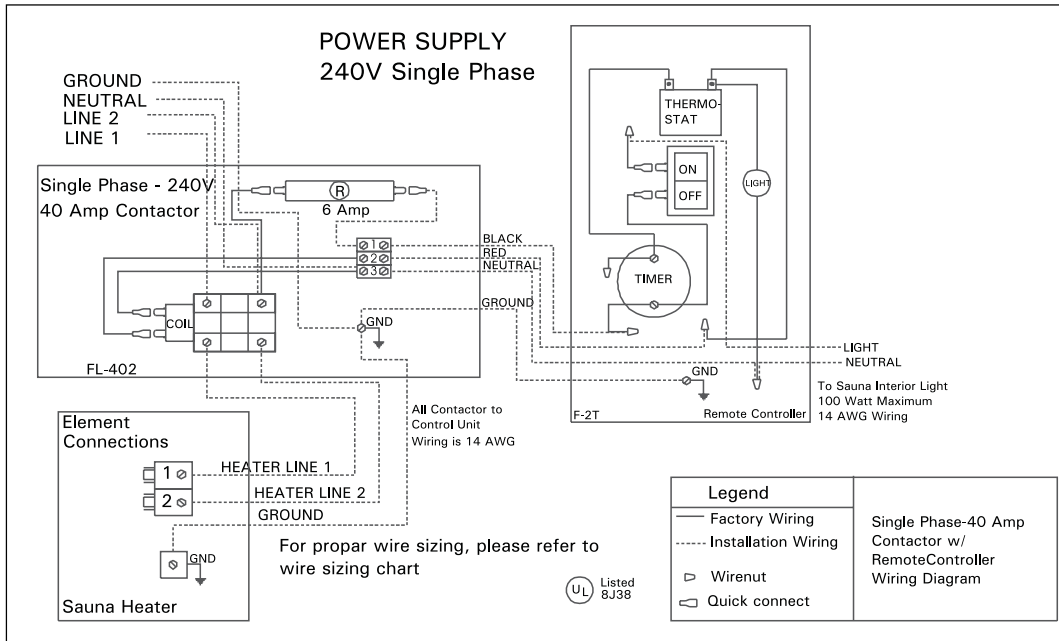 POWER SUPPLY
240V Single Phase
GROUND
NEUTRAL
LINE 2
LINE 1
Single Phase - 240V
40 Amp Contactor
R
6 Amp
1
2
3
BLACK
RED
NEUTRAL
GROUND
COIL
GND
FL-402
THERMO-
STAT
ON
OFF
LIGHT
TIMER
GND
F-2T
Remote Controller
LIGHT
NEUTRAL
To Sauna Interior Light
100 Watt Maximum
14 AWG Wiring
All Contactor to
Control Unit
Wiring is 14 AWG
Element
Connections
1
2
HEATER LINE 1
HEATER LINE 2
GROUND
GND
Sauna Heater
For propar wire sizing, please refer to
wire sizing chart
UL
Listed
8J38
Legend
Factory Wiring
Installation Wiring
Wirenut
Quick connect
Single Phase-40 Amp
Contactor w/
RemoteController
Wiring Diagram